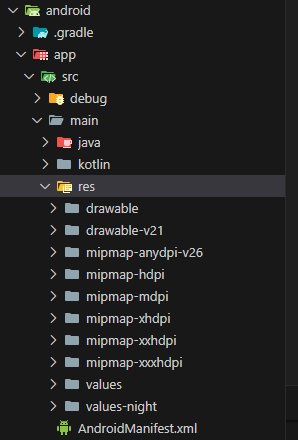 android
.gradle
app
src
debug
main
java
kotlin
res
drawable
drawable-v21
mipmap-anydpi-v26
mipmap-hdpi
mipmap-mdpi
mipmap-xhdpi
mipmap-xxhdpi
mipmap-xxxhdpi
values
values-night
AndroidManifest.xml